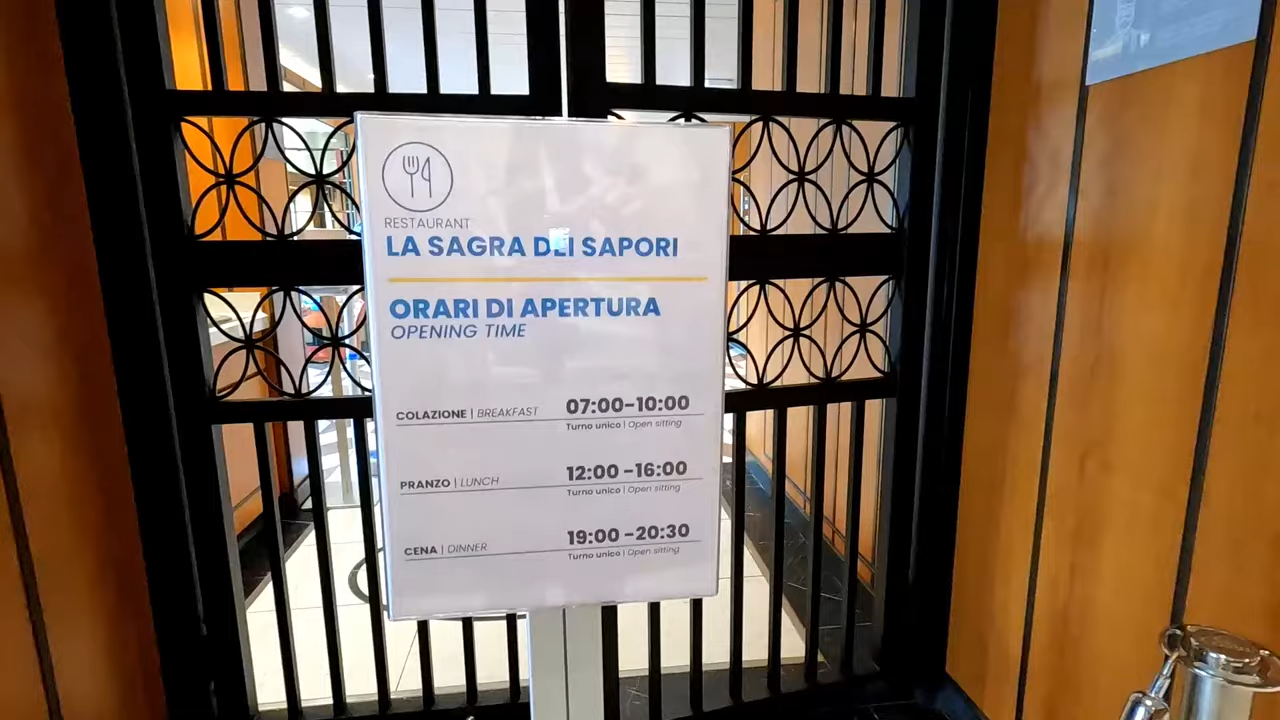 RESTAURANT
LA SAGRA DEI SAPORI
ORARI DI APERTURA
OPENING TIME
COLAZIONE | BREAKFAST 07:00-10:00
Turno unico | Open sitting
PRANZO | LUNCH 12:00 -16:00
Turno unico | Open sitting
CENA | DINNER 19:00 -20:30
Turno unico | Open sitting